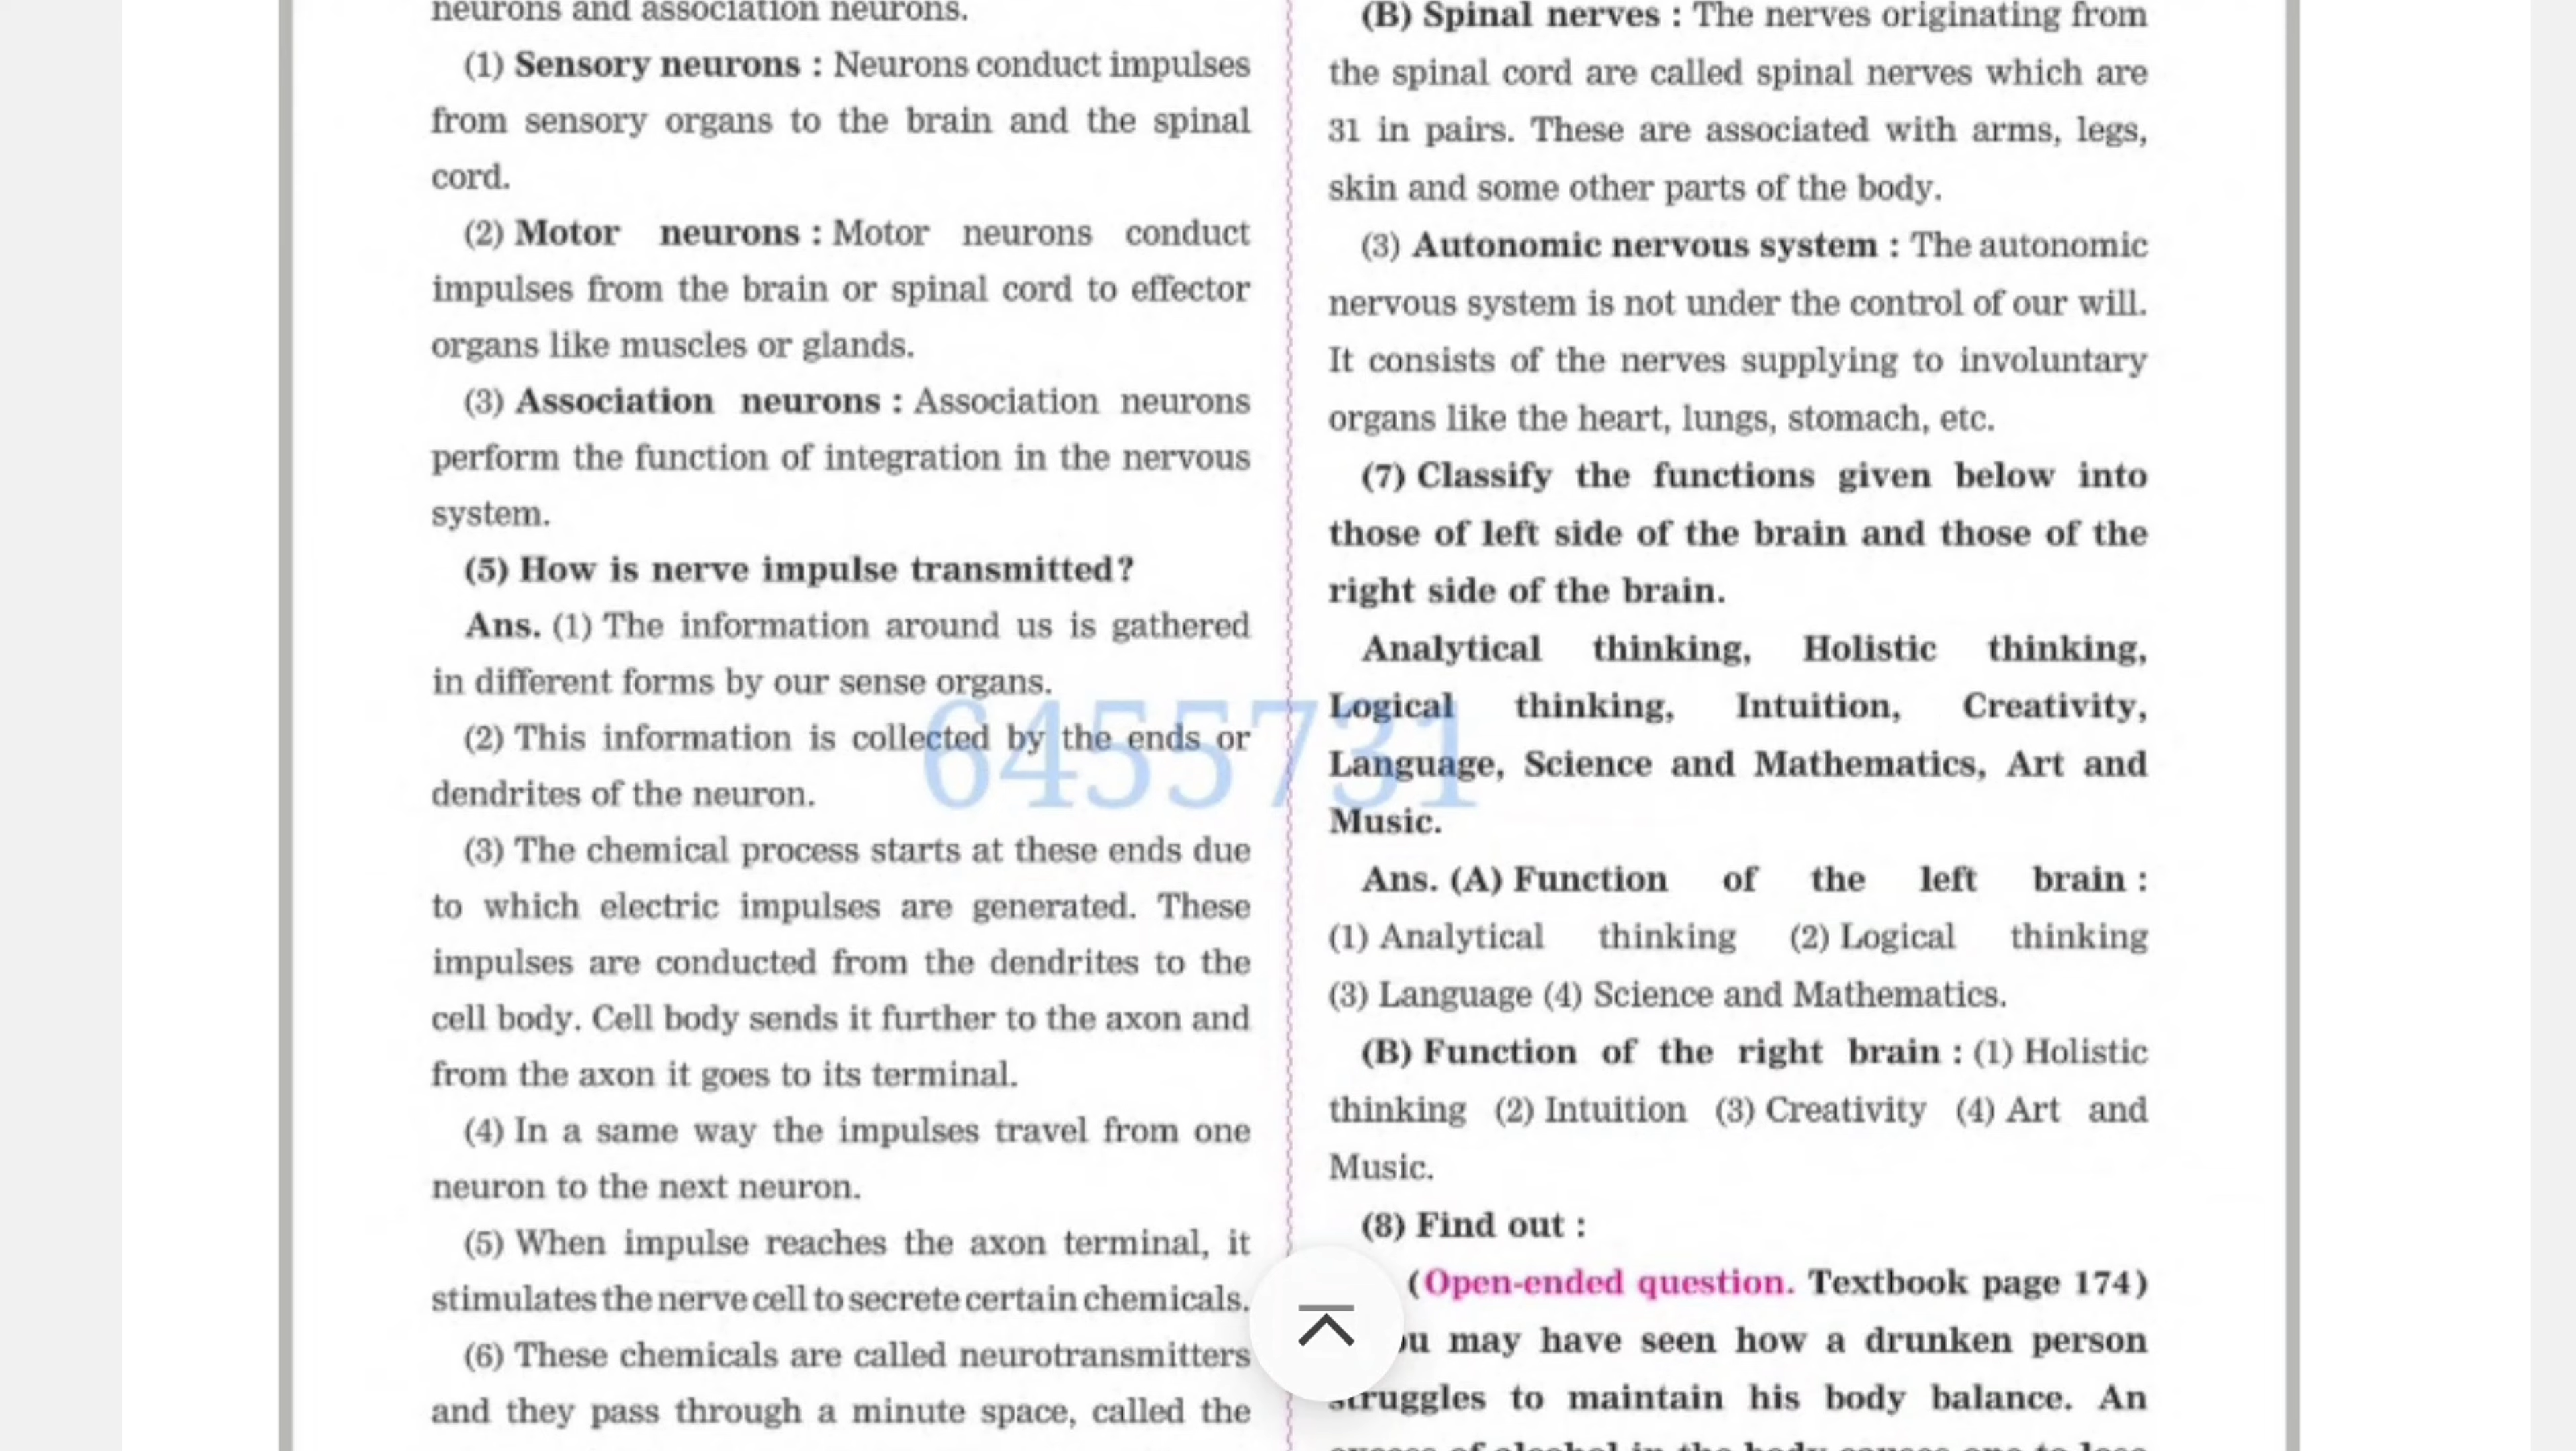 neurons and association neurons.
(1) Sensory neurons : Neurons conduct impulses
from sensory organs to the brain and the spinal
cord.
(2) Motor neurons : Motor neurons conduct
impulses from the brain or spinal cord to effector
organs like muscles or glands.
(3) Association neurons : Association neurons
perform the function of integration in the nervous
system.
(5) How is nerve impulse transmitted?
Ans. (1) The information around us is gathered
in different forms by our sense organs.
(2) This information is collected by the ends or
dendrites of the neuron.
(3) The chemical process starts at these ends due
to which electric impulses are generated. These
impulses are conducted from the dendrites to the
cell body. Cell body sends it further to the axon and
from the axon it goes to its terminal.
(4) In a same way the impulses travel from one
neuron to the next neuron.
(5) When impulse reaches the axon terminal, it
stimulates the nerve cell to secrete certain chemicals.
(6) These chemicals are called neurotransmitters
and they pass through a minute space, called the
(B) Spinal nerves : The nerves originating from
the spinal cord are called spinal nerves which are
31 in pairs. These are associated with arms, legs,
skin and some other parts of the body.
(3) Autonomic nervous system : The autonomic
nervous system is not under the control of our will.
It consists of the nerves supplying to involuntary
organs like the heart, lungs, stomach, etc.
(7) Classify the functions given below into
those of left side of the brain and those of the
right side of the brain.
Analytical thinking, Holistic thinking,
Logical thinking, Intuition, Creativity,
Language, Science and Mathematics, Art and
Music.
Ans. (A) Function of the left brain :
(1) Analytical thinking (2) Logical thinking
(3) Language (4) Science and Mathematics.
(B) Function of the right brain : (1) Holistic
thinking (2) Intuition (3) Creativity (4) Art and
Music.
(8) Find out :
(Open-ended question. Textbook page 174)
may have seen how a drunken person
struggles to maintain his body balance. An
excess of alcohol in the body causes one to lose
6455731